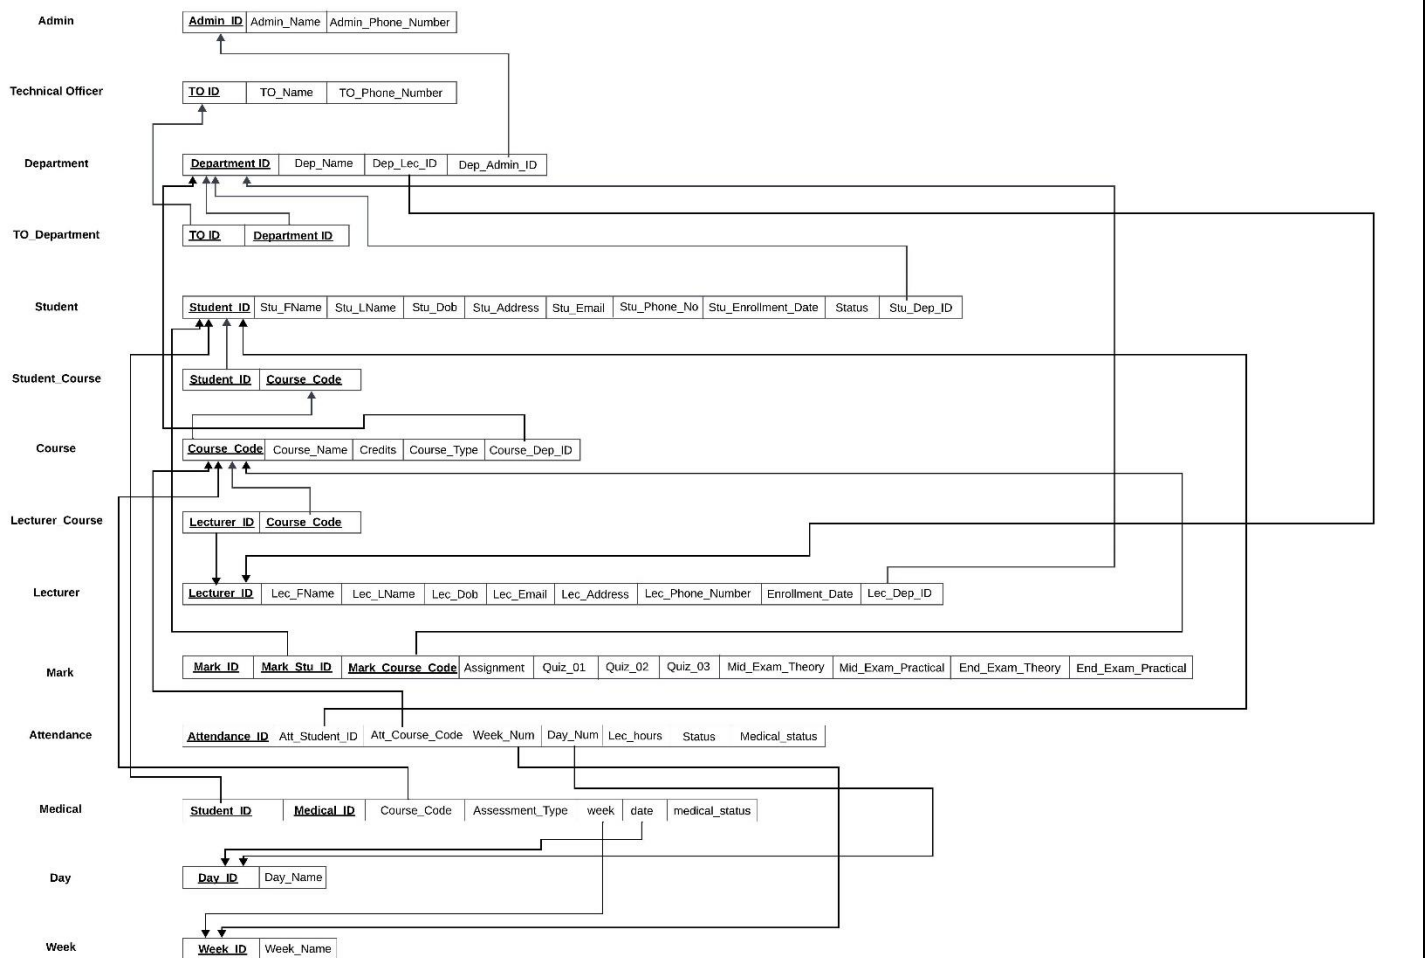 Admin Admin_ID Admin_Name Admin_Phone_Number
Technical Officer TO ID TO_Name TO_Phone_Number
Department Department ID Dep_Name Dep_Lec_ID Dep_Admin_ID
TO_Department TO ID Department ID
Student Student_ID Stu_FName Stu_LName Stu_Dob Stu_Address Stu_Email Stu_Phone_No Stu_Enrollment_Date Status Stu_Dep_ID
Student_Course Student_ID Course_Code
Course Course_Code Course_Name Credits Course_Type Course_Dep_ID
Lecturer_Course Lecturer_ID Course_Code
Lecturer Lecturer_ID Lec_FName Lec_LName Lec_Dob Lec_Email Lec_Address Lec_Phone_Number Enrollment_Date Lec_Dep_ID
Mark Mark_ID Mark_Stu_ID Mark_Course_Code Assignment Quiz_01 Quiz_02 Quiz_03 Mid_Exam_Theory Mid_Exam_Practical End_Exam_Theory End_Exam_Practical
Attendance Attendance_ID Att_Student_ID Att_Course_Code Week_Num Day_Num Lec_hours Status Medical_status
Medical Student_ID Medical_ID Course_Code Assessment_Type week date medical_status
Day Day_ID Day_Name
Week Week_ID Week_Name